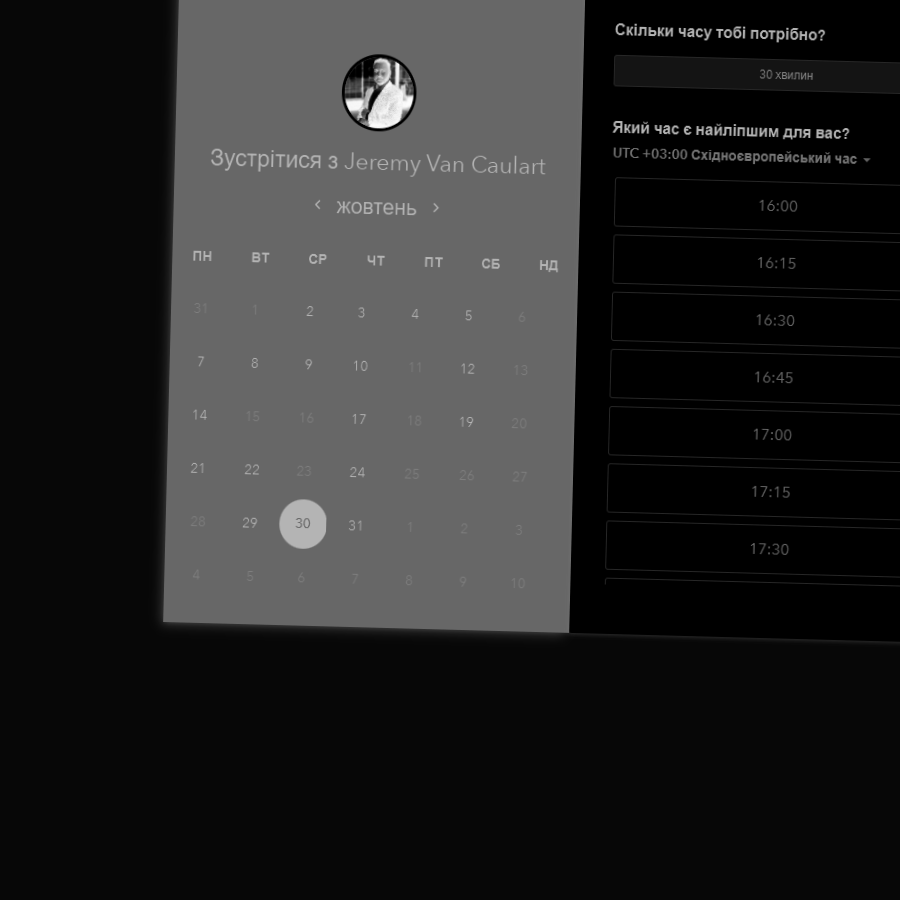 Зустрітися з Jeremy Van Caulart
жовтень
ПН ВТ СР ЧТ ПТ СБ НД
31 1 2 3 4 5 6
7 8 9 10 11 12 13
14 15 16 17 18 19 20
21 22 23 24 25 26 27
28 29 30 31 1 2 3
4 5 6 7 8 9 10
Скільки часу тобі потрібно?
30 хвилин
Який час є найліпшим для вас?
UTC +03:00 Східноєвропейський час
16:00
16:15
16:30
16:45
17:00
17:15
17:30